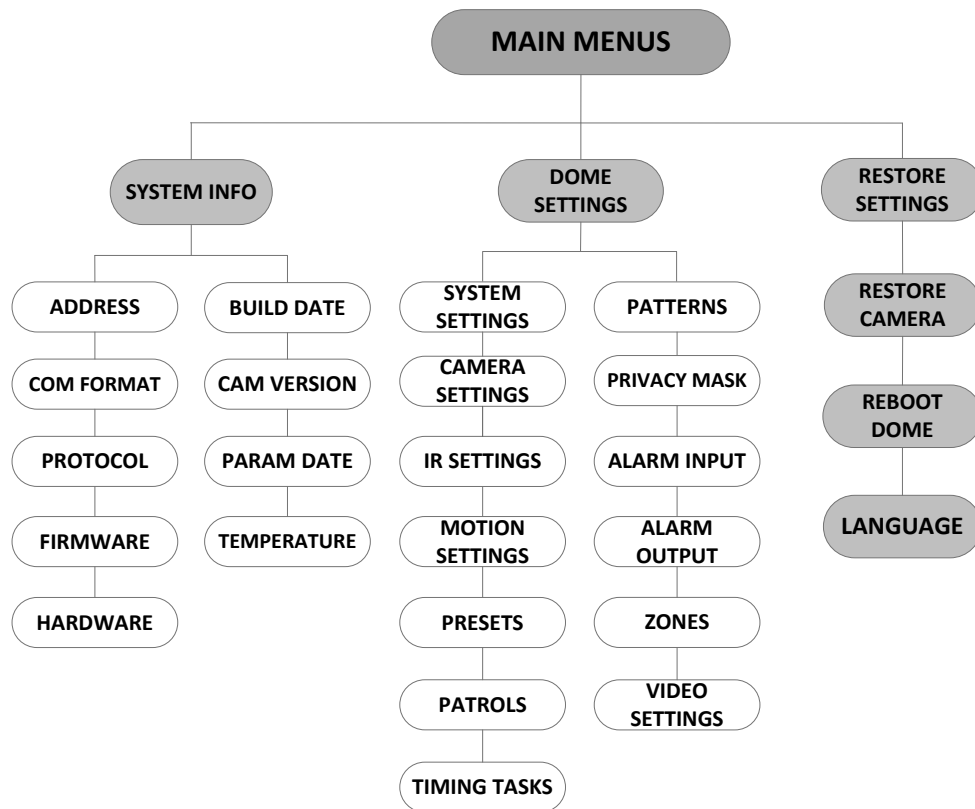 MAIN MENUS
SYSTEM INFO
DOME
SETTINGS
RESTORE
SETTINGS
ADDRESS
BUILD DATE
SYSTEM
SETTINGS
PATTERNS
RESTORE
CAMERA
COM FORMAT
CAM VERSION
CAMERA
SETTINGS
PRIVACY MASK
REBOOT
DOME
PROTOCOL
PARAM DATE
IR SETTINGS
ALARM INPUT
LANGUAGE
FIRMWARE
TEMPERATURE
MOTION
SETTINGS
ALARM
OUTPUT
HARDWARE
PRESETS
ZONES
PATROLS
VIDEO
SETTINGS
TIMING TASKS